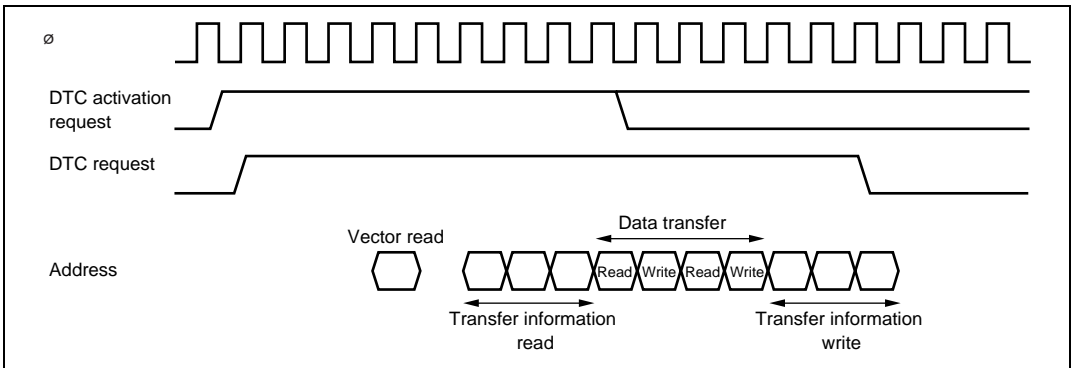 ø
DTC activation
request
DTC request
Data transfer
Vector read
Address
Read Write Read Write
Transfer information
read
Transfer information
write